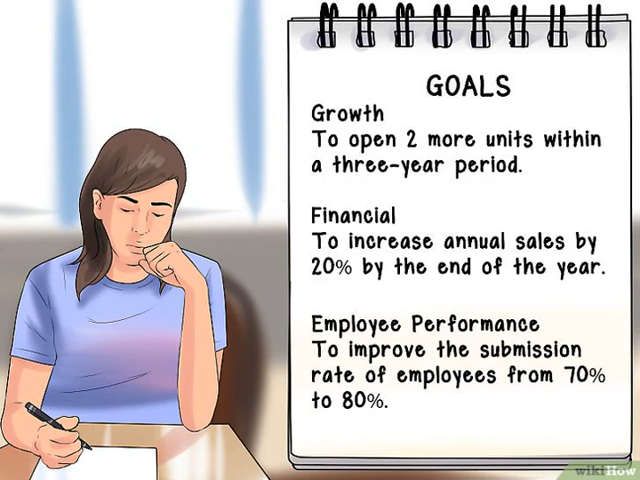 GOALS
Growth
To open 2 more units within
a three-year period.
Financial
To increase annual sales by
20% by the end of the year.
Employee Performance
To improve the submission
rate of employees from 70%
to 80%.
wikiHow